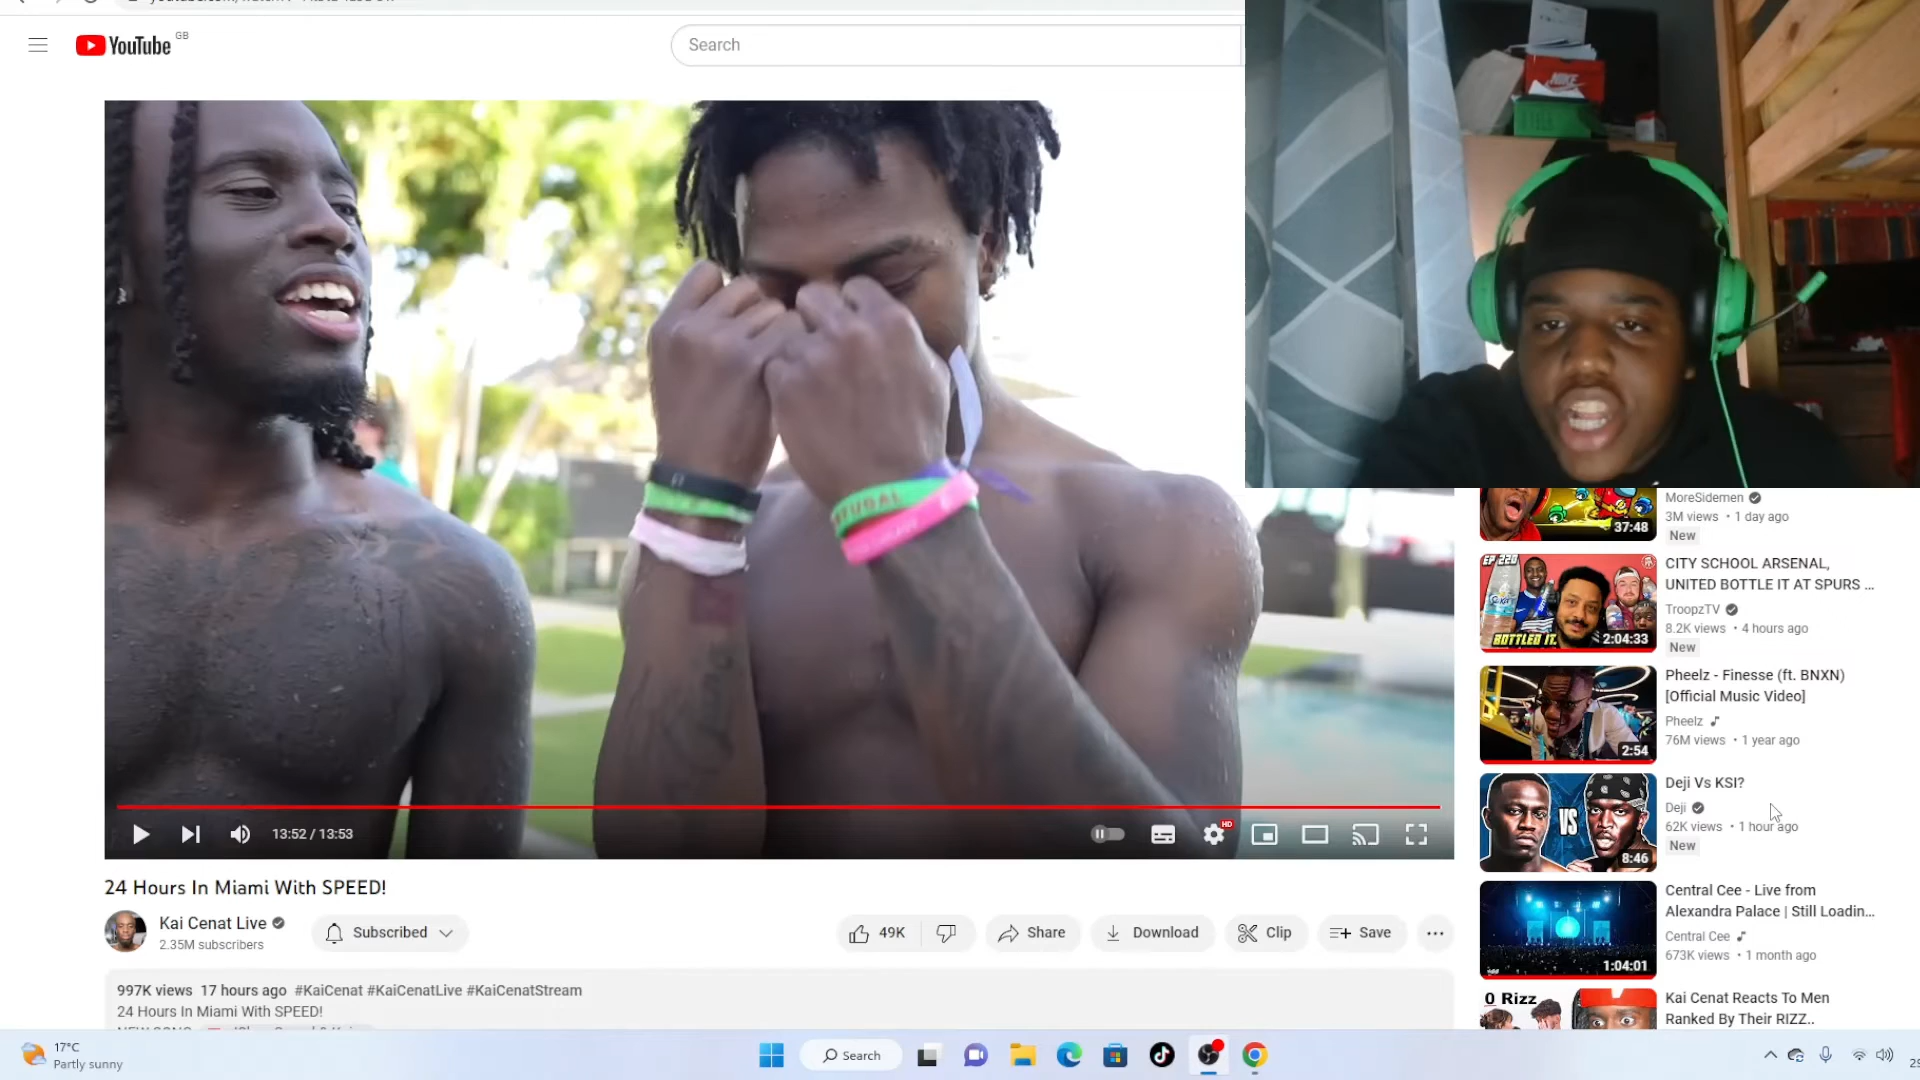 YouTube GB
Search
NIKE
24 Hours In Miami With SPEED!
13:52 / 13:53
HD
Kai Cenat Live
2.35M subscribers
Subscribed
49K
Share
Download
Clip
Save
997K views 17 hours ago #KaiCenat #KaiCenatLive #KaiCenatStream
24 Hours In Miami With SPEED!
MoreSidemen
3M views • 1 day ago
New
37:48
EP 220
BOTTLED IT.
2:04:33
CITY SCHOOL ARSENAL,
UNITED BOTTLE IT AT SPURS ...
TroopzTV
8.2K views • 4 hours ago
New
2:54
Pheelz - Finesse (ft. BNXN)
[Official Music Video]
Pheelz
76M views • 1 year ago
VS
8:46
Deji Vs KSI?
Deji
62K views • 1 hour ago
New
1:04:01
Central Cee - Live from
Alexandra Palace | Still Loadin...
Central Cee
673K views • 1 month ago
0 Rizz
Kai Cenat Reacts To Men
Ranked By Their RIZZ..
17°C
Partly sunny
Search